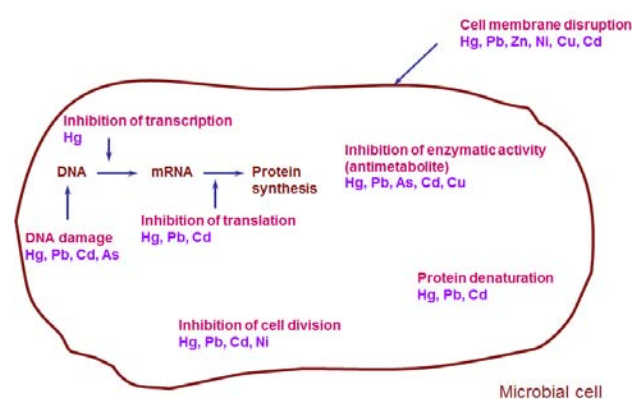 Cell membrane disruption
Hg, Pb, Zn, Ni, Cu, Cd
Inhibition of transcription
Hg
Inhibition of enzymatic activity
(antimetabolite)
Hg, Pb, As, Cd, Cu
DNA
mRNA
Protein
synthesis
Inhibition of translation
Hg, Pb, Cd
DNA damage
Hg, Pb, Cd, As
Protein denaturation
Hg, Pb, Cd
Inhibition of cell division
Hg, Pb, Cd, Ni
Microbial cell